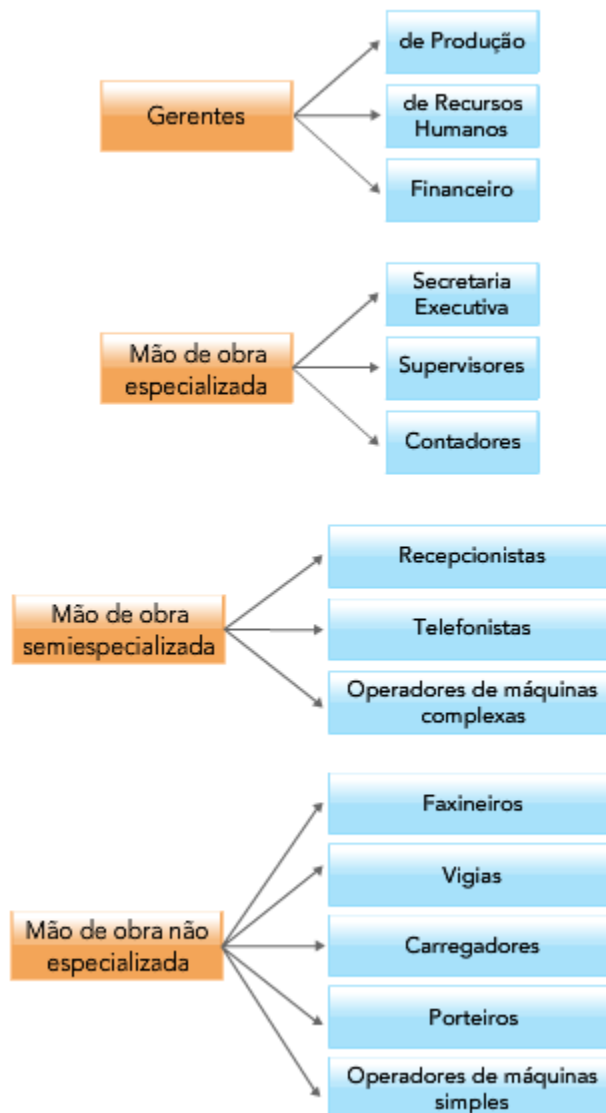 Gerentes
de Produção
de Recursos
Humanos
Financeiro
Mão de obra
especializada
Secretaria
Executiva
Supervisores
Contadores
Mão de obra
semiespecializada
Recepcionistas
Telefonistas
Operadores de máquinas
complexas
Mão de obra não
especializada
Faxineiros
Vigias
Carregadores
Porteiros
Operadores de máquinas
simples